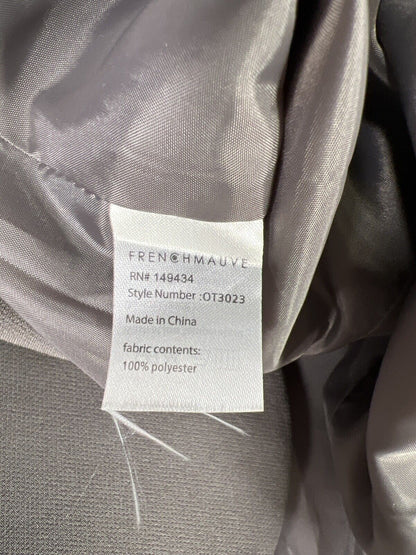 FRENCHMAUVE
RN# 149434
Style Number :OT3023
Made in China
fabric contents:
100% polyester